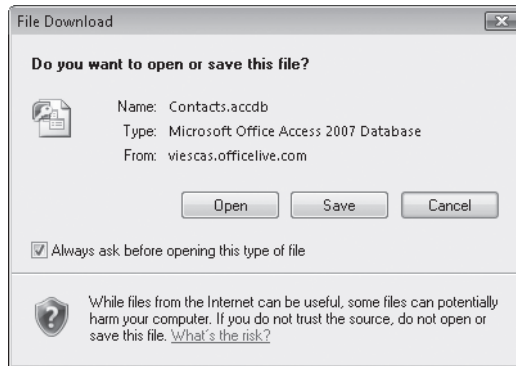 File Download
Do you want to open or save this file?
Name: Contacts.accdb
Type: Microsoft Office Access 2007 Database
From: viescas.officelive.com
Open Save Cancel
Always ask before opening this type of file
While files from the Internet can be useful, some files can potentially
harm your computer. If you do not trust the source, do not open or
save this file. What's the risk?